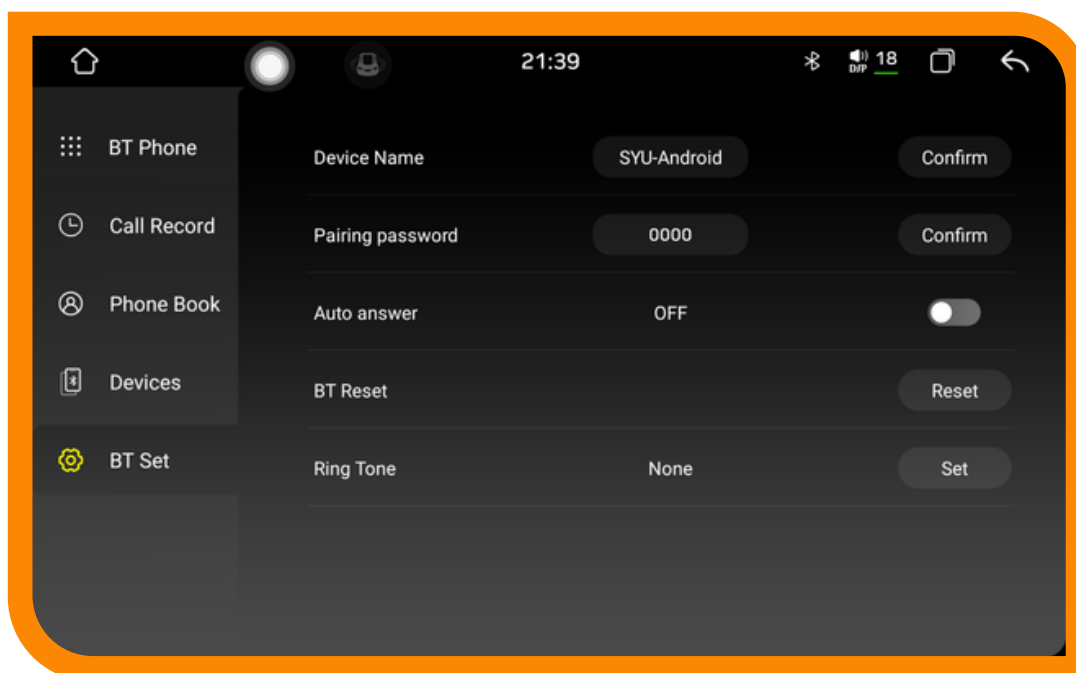 21:39
D/P 18
BT Phone
Call Record
Phone Book
Devices
BT Set
Device Name SYU-Android Confirm
Pairing password 0000 Confirm
Auto answer OFF
BT Reset Reset
Ring Tone None Set